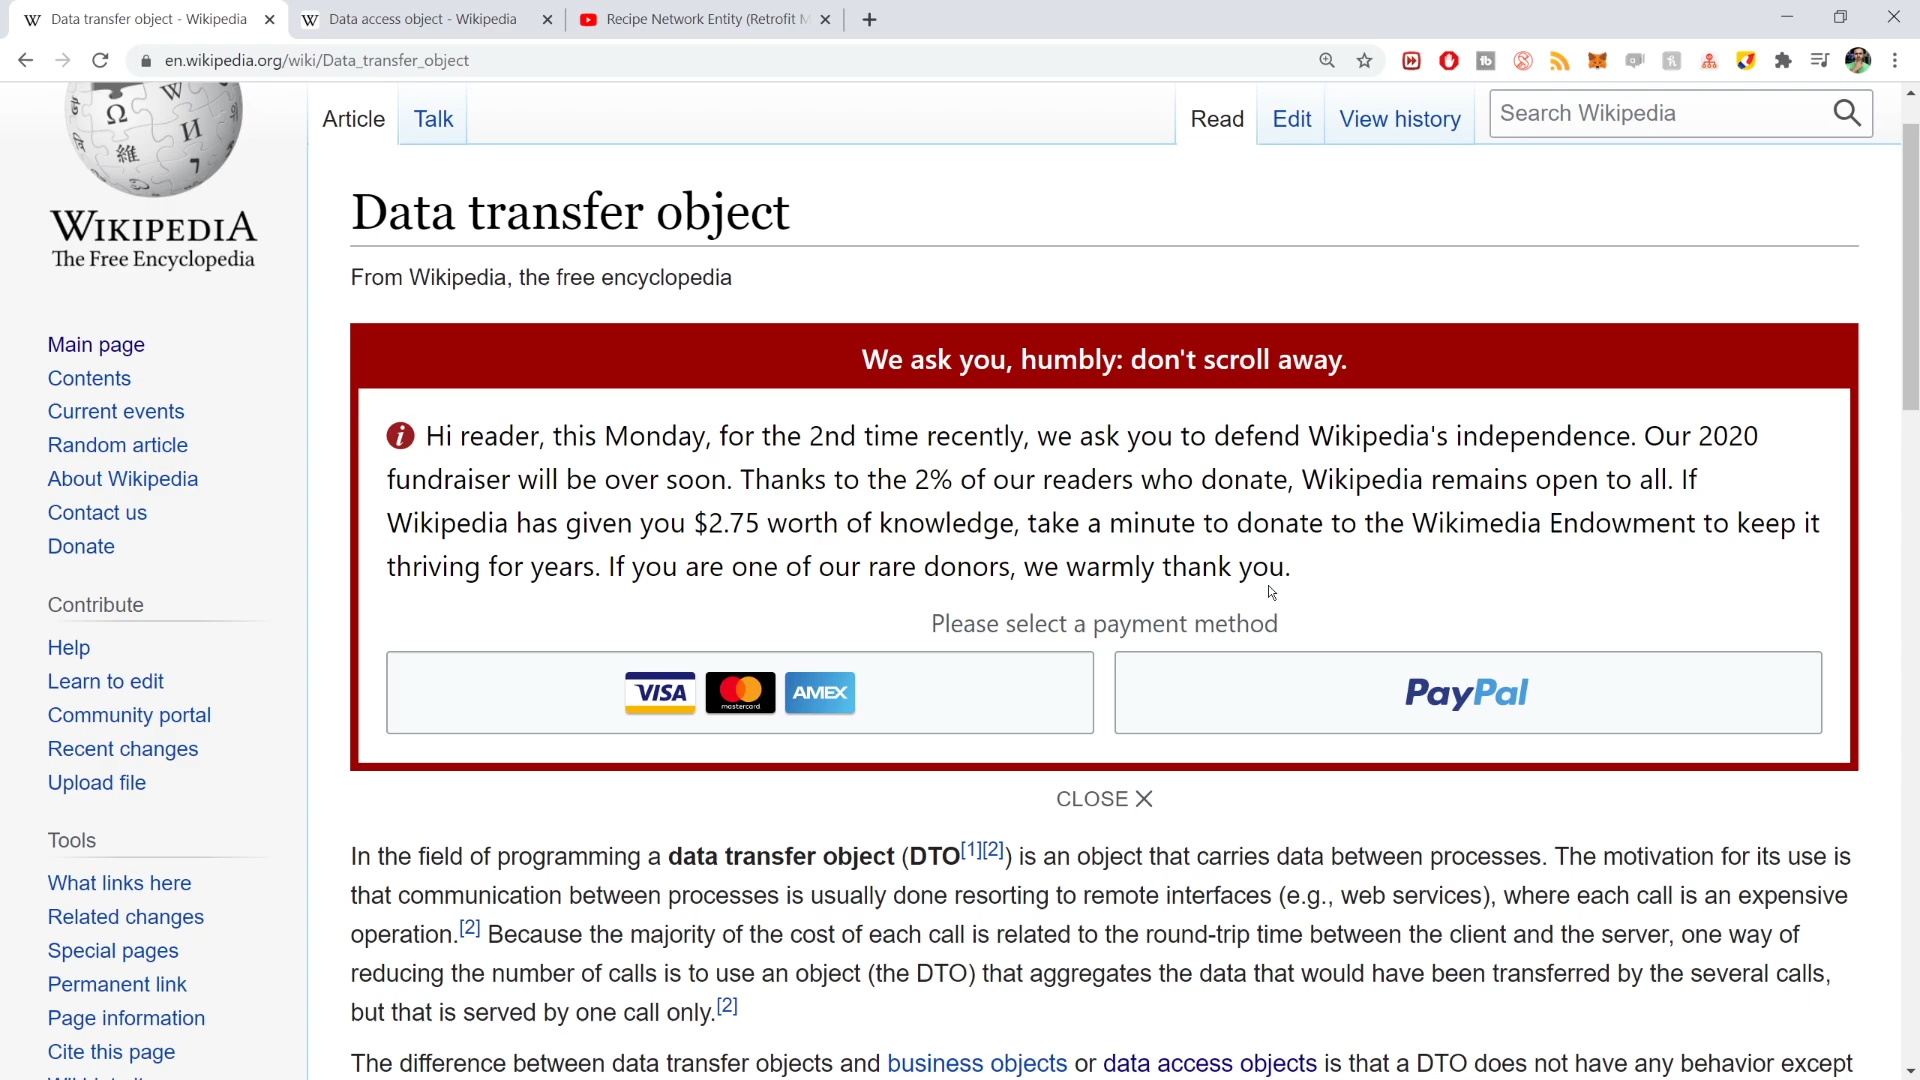 Data transfer object - Wikipedia
Data access object - Wikipedia
Recipe Network Entity (Retrofit
en.wikipedia.org/wiki/Data_transfer_object
WIKIPEDIA
The Free Encyclopedia
Article
Talk
Read
Edit
View history
Search Wikipedia
Data transfer object
From Wikipedia, the free encyclopedia
Main page
Contents
Current events
Random article
About Wikipedia
Contact us
Donate
Contribute
Help
Learn to edit
Community portal
Recent changes
Upload file
Tools
What links here
Related changes
Special pages
Permanent link
Page information
Cite this page
We ask you, humbly: don't scroll away.
Hi reader, this Monday, for the 2nd time recently, we ask you to defend Wikipedia's independence. Our 2020
fundraiser will be over soon. Thanks to the 2% of our readers who donate, Wikipedia remains open to all. If
Wikipedia has given you $2.75 worth of knowledge, take a minute to donate to the Wikimedia Endowment to keep it
thriving for years. If you are one of our rare donors, we warmly thank you.
Please select a payment method
VISA mastercard AMEX
PayPal
CLOSE
In the field of programming a data transfer object (DTO[1][2]) is an object that carries data between processes. The motivation for its use is
that communication between processes is usually done resorting to remote interfaces (e.g., web services), where each call is an expensive
operation.[2] Because the majority of the cost of each call is related to the round-trip time between the client and the server, one way of
reducing the number of calls is to use an object (the DTO) that aggregates the data that would have been transferred by the several calls,
but that is served by one call only.[2]
The difference between data transfer objects and business objects or data access objects is that a DTO does not have any behavior except